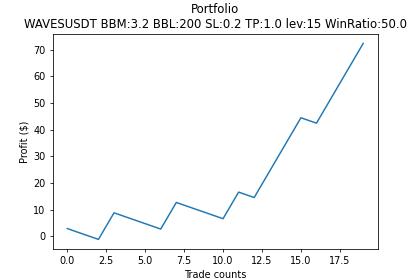 Portfolio
WAVESUSDT BBM:3.2 BBL:200 SL:0.2 TP:1.0 lev:15 WinRatio:50.0
70
60
50
40
30
20
10
0
Profit ($)
0.0 2.5 5.0 7.5 10.0 12.5 15.0 17.5
Trade counts